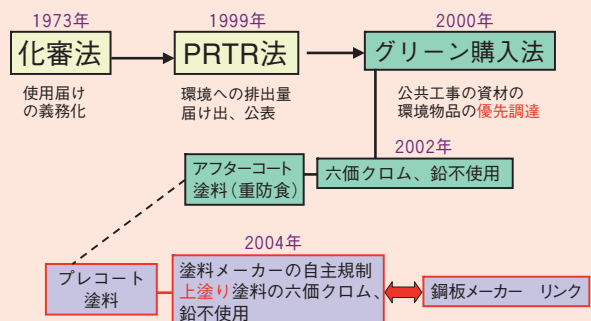 1973年
1999年
2000年
化審法
PRTR法
グリーン購入法
使用届け
の義務化
環境への排出量
届け出、公表
公共工事の資材の
環境物品の優先調達
2002年
アフターコート
塗料(重防食)
六価クロム、鉛不使用
2004年
プレコート
塗料
塗料メーカーの自主規制
上塗り塗料の六価クロム、
鉛不使用
鋼板メーカー リンク